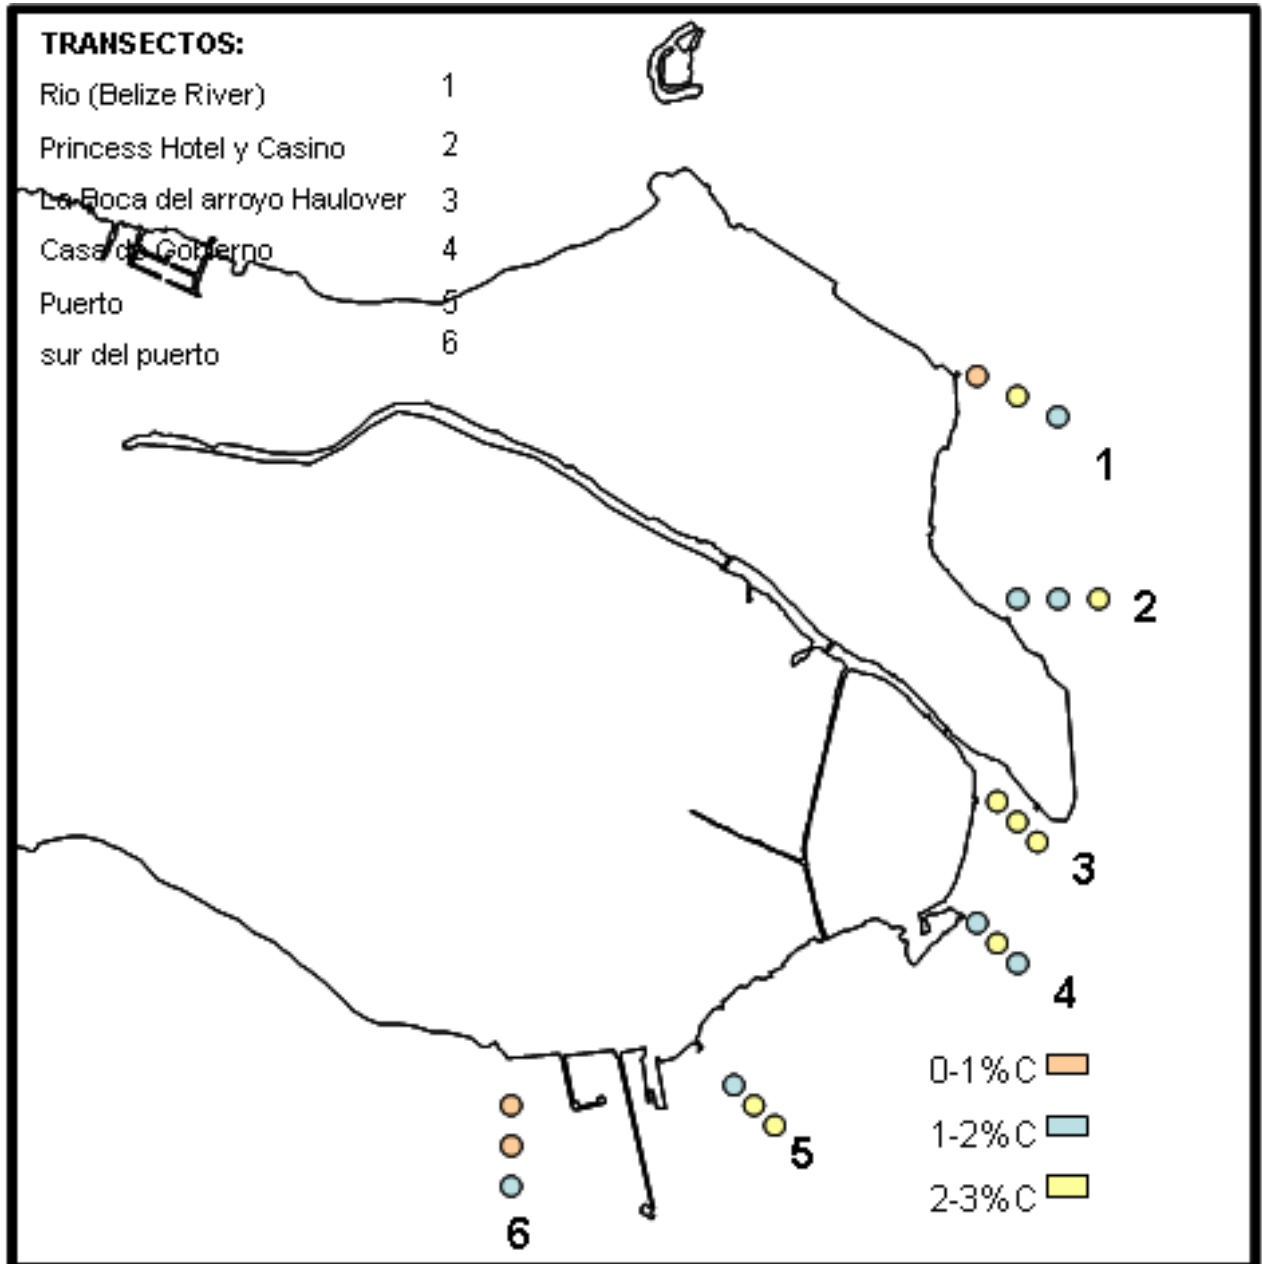 TRANSECTOS:
Rio (Belize River) 1
Princess Hotel y Casino 2
La Boca del arroyo Haulover 3
Casa de Gobierno 4
Puerto 5
sur del puerto 6
1
2
3
4
0-1%C
1-2%C
5
2-3%C
6